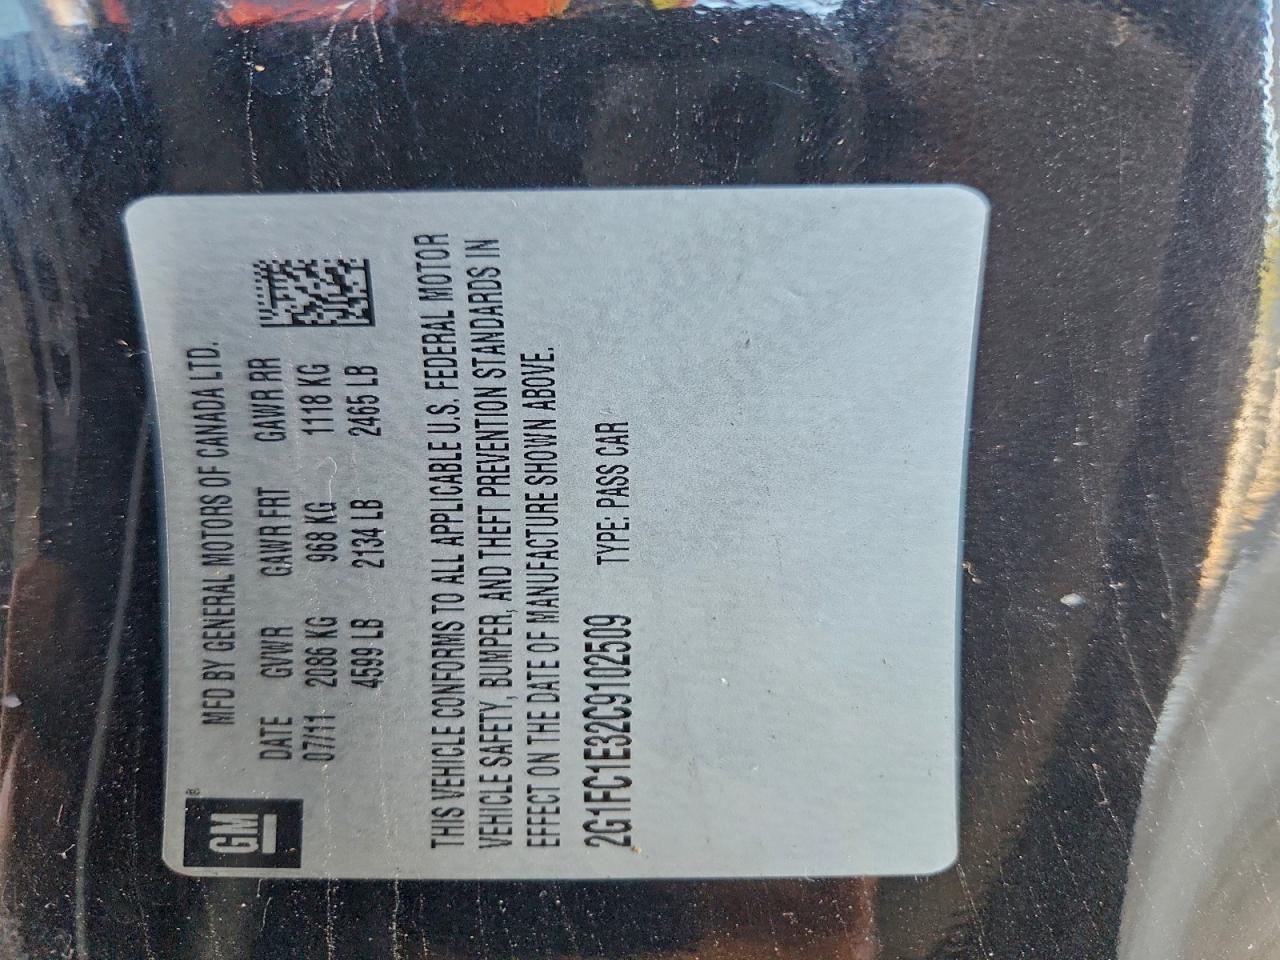 GM ®
MFD BY GENERAL MOTORS OF CANADA LTD.
DATE GVWR GAWR FRT GAWR RR
07/11 2086 KG 968 KG 1118 KG
4599 LB 2134 LB 2465 LB
THIS VEHICLE CONFORMS TO ALL APPLICABLE U.S. FEDERAL MOTOR
VEHICLE SAFETY, BUMPER, AND THEFT PREVENTION STANDARDS IN
EFFECT ON THE DATE OF MANUFACTURE SHOWN ABOVE.
2G1FC1E32C9102509 TYPE: PASS CAR